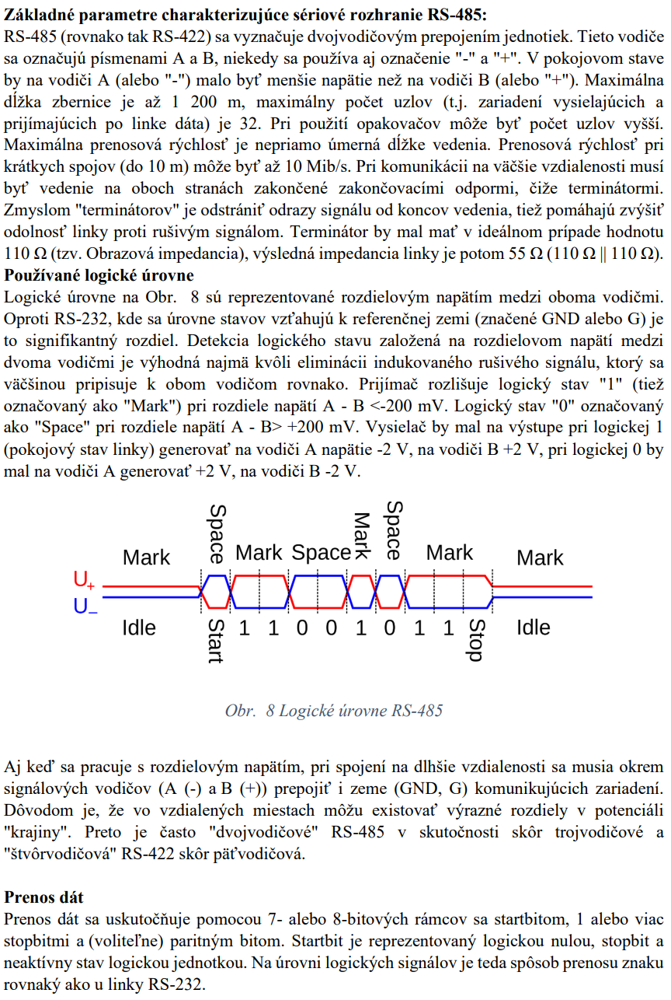 Základné parametre charakterizujúce sériové rozhranie RS-485:
RS-485 (rovnako tak RS-422) sa vyznačuje dvojvodičovým prepojením jednotiek. Tieto vodiče
sa označujú písmenami A a B, niekedy sa používa aj označenie "-" a "+". V pokojovom stave
by na vodiči A (alebo "-") malo byť menšie napätie než na vodiči B (alebo "+"). Maximálna
dĺžka zbernice je až 1 200 m, maximálny počet uzlov (t.j. zariadení vysielajúcich a
prijímajúcich po linke dáta) je 32. Pri použití opakovačov môže byť počet uzlov vyšší.
Maximálna prenosová rýchlosť je nepriamo úmerná dĺžke vedenia. Prenosová rýchlosť pri
krátkych spojov (do 10 m) môže byť až 10 Mib/s. Pri komunikácii na väčšie vzdialenosti musí
byť vedenie na oboch stranách zakončené zakončovacími odpormi, čiže terminátormi.
Zmyslom "terminátorov" je odstrániť odrazy signálu od koncov vedenia, tiež pomáhajú zvýšiť
odolnosť linky proti rušivým signálom. Terminátor by mal mať v ideálnom prípade hodnotu
110 Ω (tzv. Obrazová impedancia), výsledná impedancia linky je potom 55 Ω (110 Ω || 110 Ω).
Používané logické úrovne
Logické úrovne na Obr. 8 sú reprezentované rozdielovým napätím medzi oboma vodičmi.
Oproti RS-232, kde sa úrovne stavov vzťahujú k referenčnej zemi (značené GND alebo G) je
to signifikantný rozdiel. Detekcia logického stavu založená na rozdielovom napätí medzi
dvoma vodičmi je výhodná najmä kvôli eliminácii indukovaného rušivého signálu, ktorý sa
väčšinou pripisuje k obom vodičom rovnako. Prijímač rozlišuje logický stav "1" (tiež
označovaný ako "Mark") pri rozdiele napätí A - B <-200 mV. Logický stav "0" označovaný
ako "Space" pri rozdiele napätí A - B> +200 mV. Vysielač by mal na výstupe pri logickej 1
(pokojový stav linky) generovať na vodiči A napätie -2 V, na vodiči B +2 V, pri logickej 0 by
mal na vodiči A generovať +2 V, na vodiči B -2 V.
Mark Space Mark Space Mark Space Mark Mark
U+
U−
Idle Start 1 1 0 0 1 0 1 1 Stop Idle
Obr. 8 Logické úrovne RS-485
Aj keď sa pracuje s rozdielovým napätím, pri spojení na dlhšie vzdialenosti sa musia okrem
signálových vodičov (A (-) a B (+)) prepojiť i zeme (GND, G) komunikujúcich zariadení.
Dôvodom je, že vo vzdialených miestach môžu existovať výrazné rozdiely v potenciáli
"krajiny". Preto je často "dvojvodičové" RS-485 v skutočnosti skôr trojvodičové a
"štvôrvodičová" RS-422 skôr päťvodičová.
Prenos dát
Prenos dát sa uskutočňuje pomocou 7- alebo 8-bitových rámcov sa startbitom, 1 alebo viac
stopbitmi a (voliteľne) paritným bitom. Startbit je reprezentovaný logickou nulou, stopbit a
neaktívny stav logickou jednotkou. Na úrovni logických signálov je teda spôsob prenosu znaku
rovnaký ako u linky RS-232.